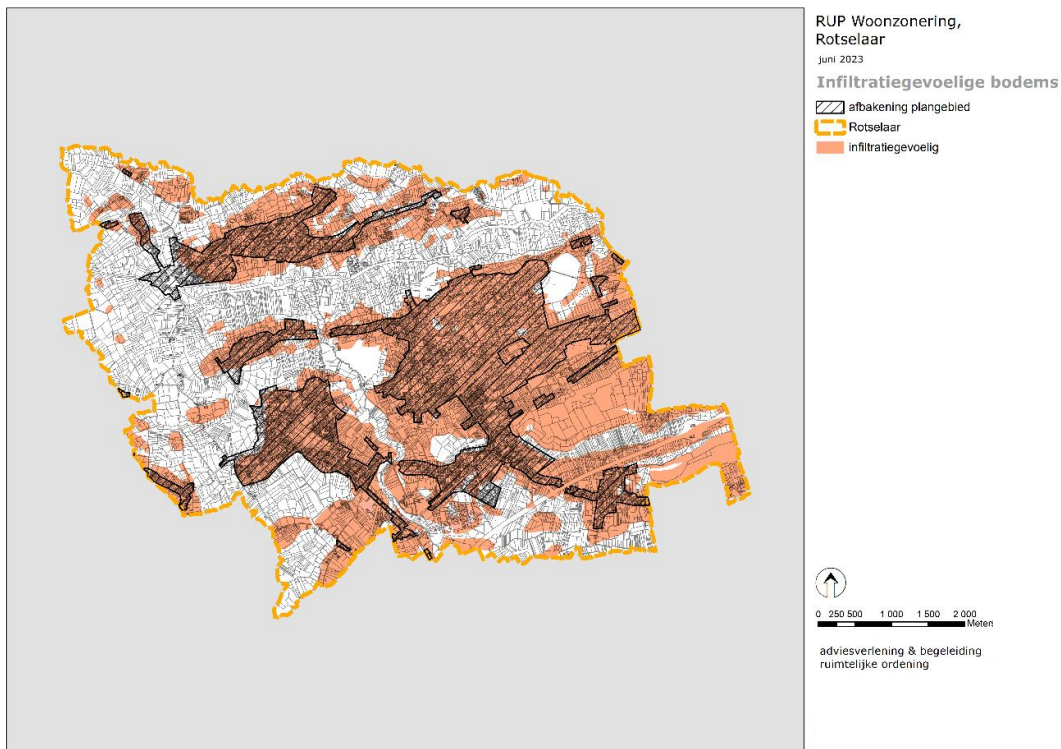 RUP Woonzonering,
Rotselaar
juni 2023
Infiltratiegevoelige bodems
afbakening plangebied
Rotselaar
infiltratiegevoelig
0 250 500 1 000 1 500 2 000
Meters
adviesverlening & begeleiding
ruimtelijke ordening